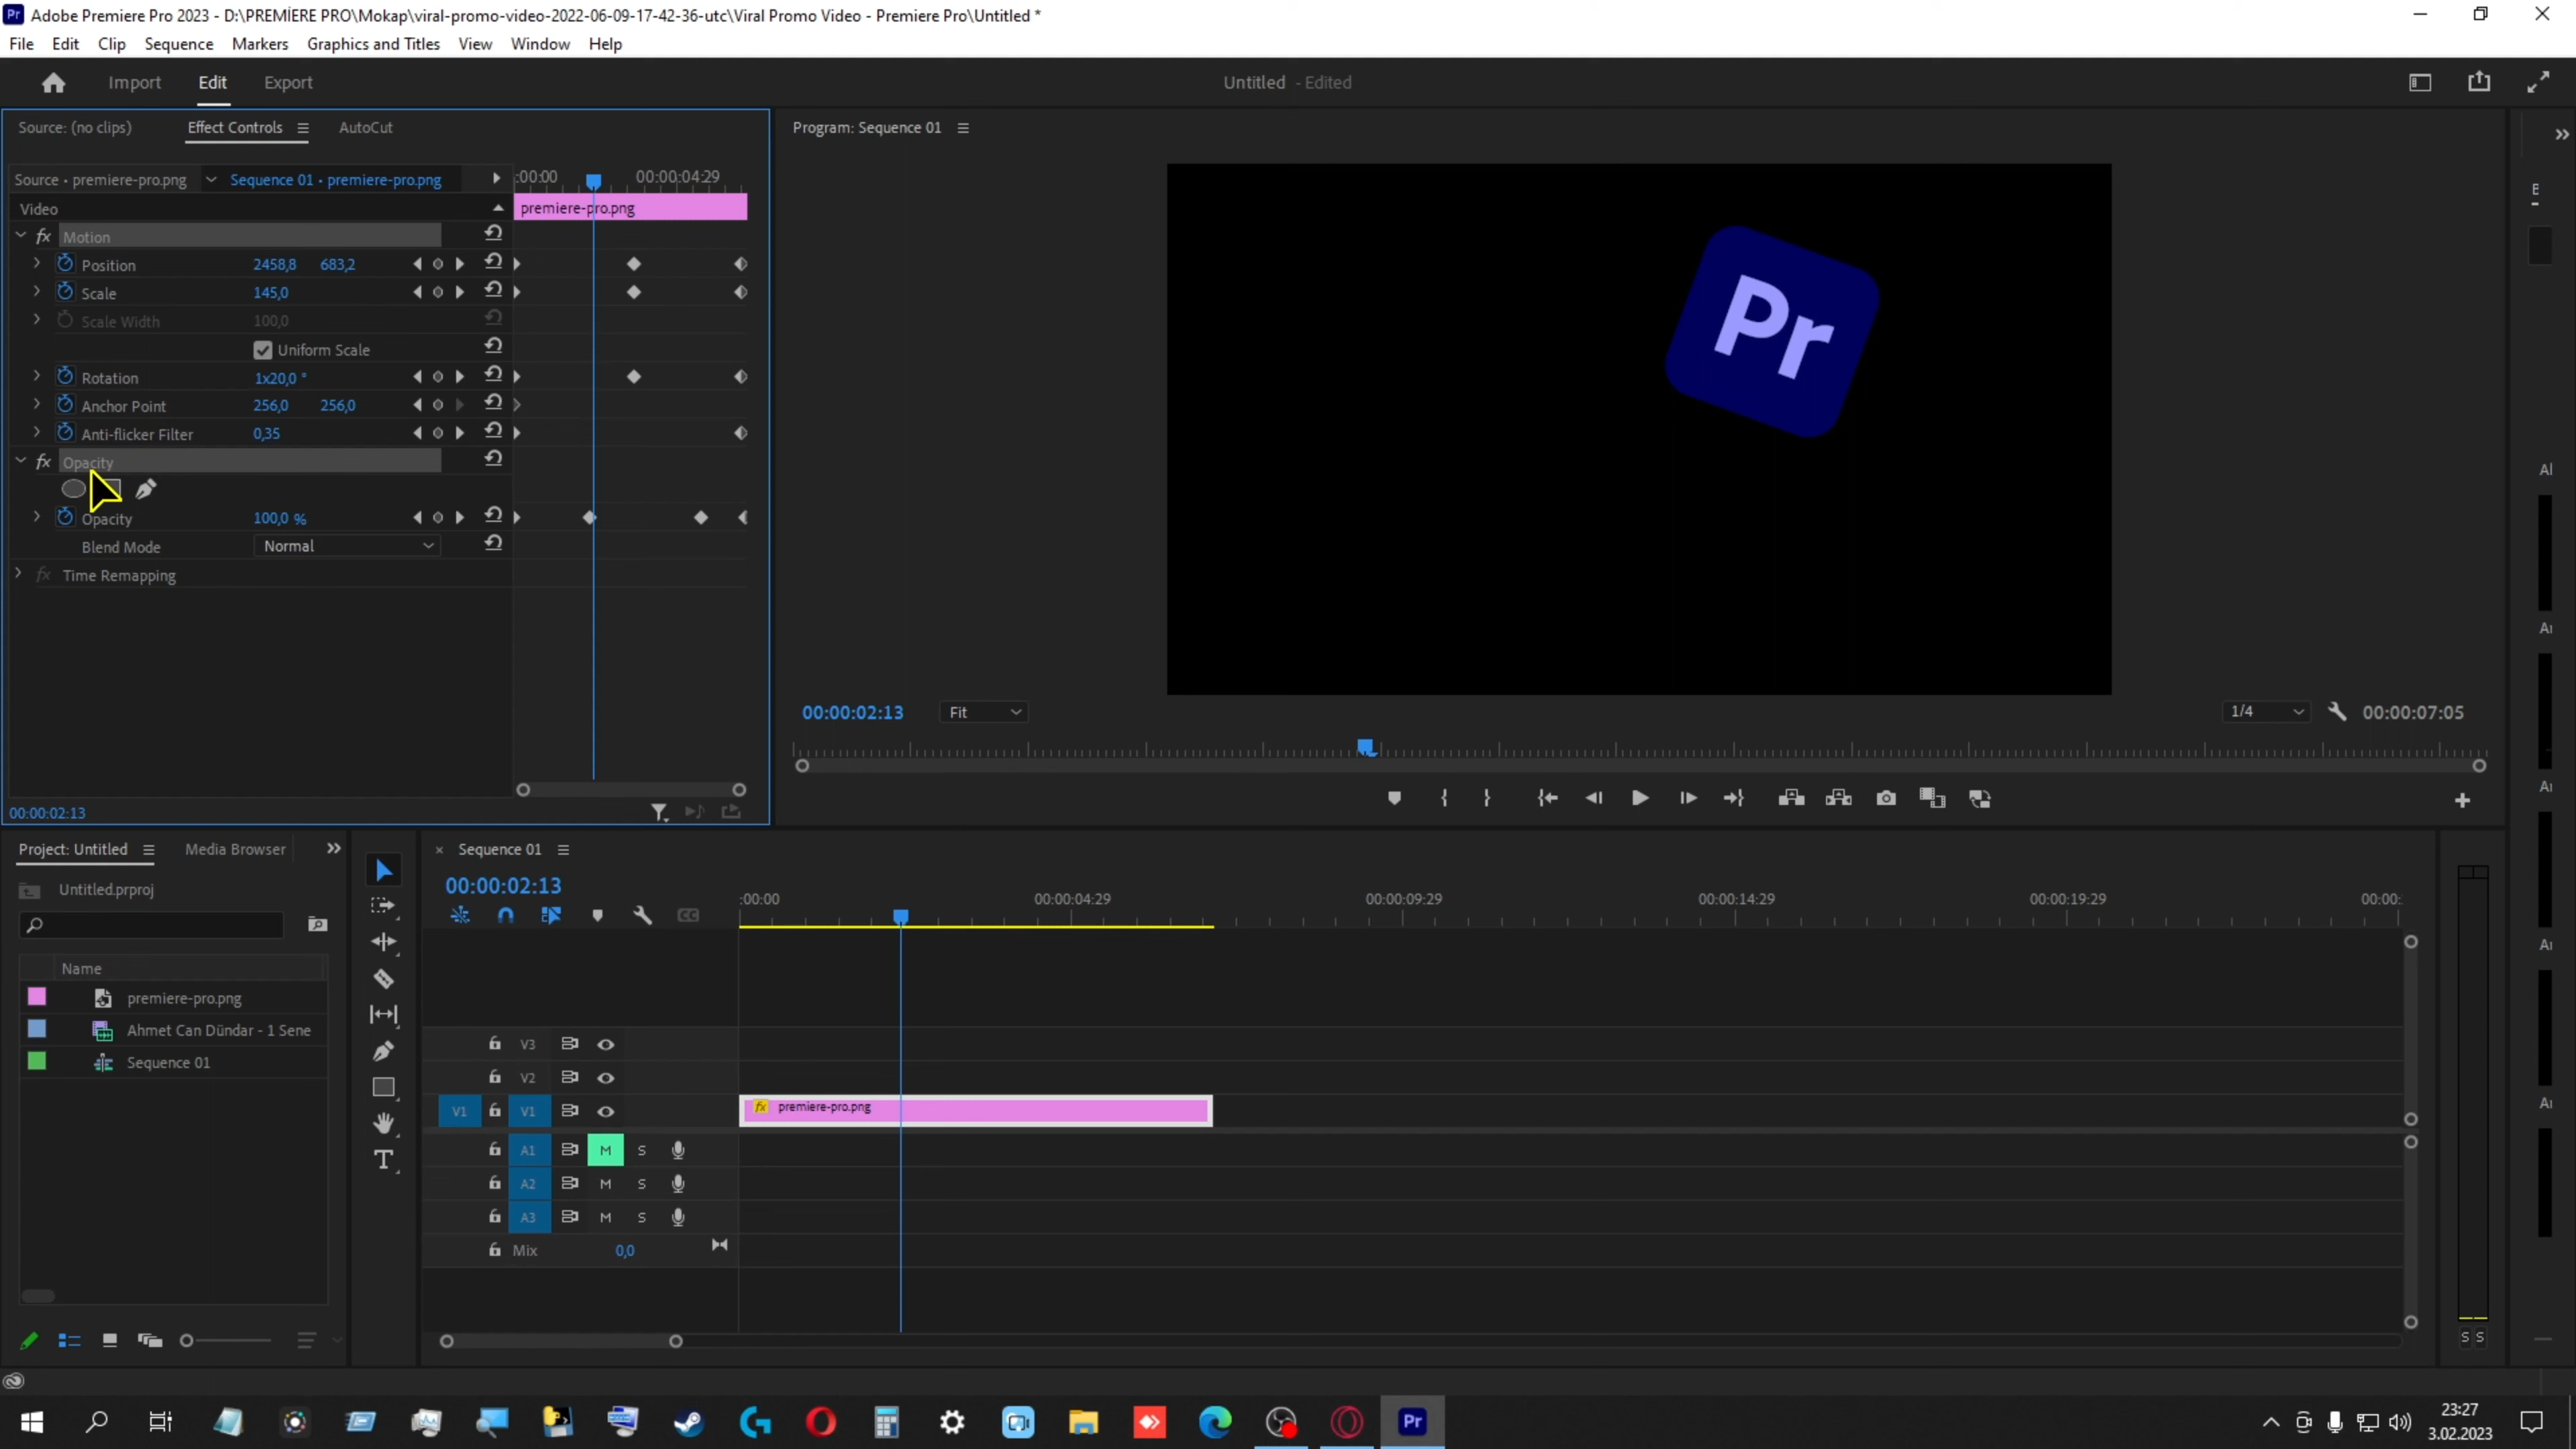 Adobe Premiere Pro 2023 - D:\PREMİERE PRO\Mokap\viral-promo-video-2022-06-09-17-42-36-utc\Viral Promo Video - Premiere Pro\Untitled *
File Edit Clip Sequence Markers Graphics and Titles View Window Help
Import Edit Export
Untitled - Edited
Source: (no clips) Effect Controls AutoCut
Program: Sequence 01
Source • premiere-pro.png Sequence 01 • premiere-pro.png
:00:00 00:00:04:29
Video
premiere-pro.png
fx Motion
Position 2458,8 683,2
Scale 145,0
Scale Width 100,0
Uniform Scale
Rotation 1x20,0 °
Anchor Point 256,0 256,0
Anti-flicker Filter 0,35
fx Opacity
Opacity 100,0 %
Blend Mode Normal
fx Time Remapping
Pr
00:00:02:13 Fit 1/4 00:00:07:05
00:00:02:13
Project: Untitled Media Browser
Untitled.prproj
Name
premiere-pro.png
Ahmet Can Dündar - 1 Sene
Sequence 01
Sequence 01
00:00:02:13
:00:00 00:00:04:29 00:00:09:29 00:00:14:29 00:00:19:29 00:00:
V3
V2
V1 V1
fx premiere-pro.png
A1 M S
A2 M S
A3 M S
Mix 0,0
S S
Pr
23:27
3.02.2023